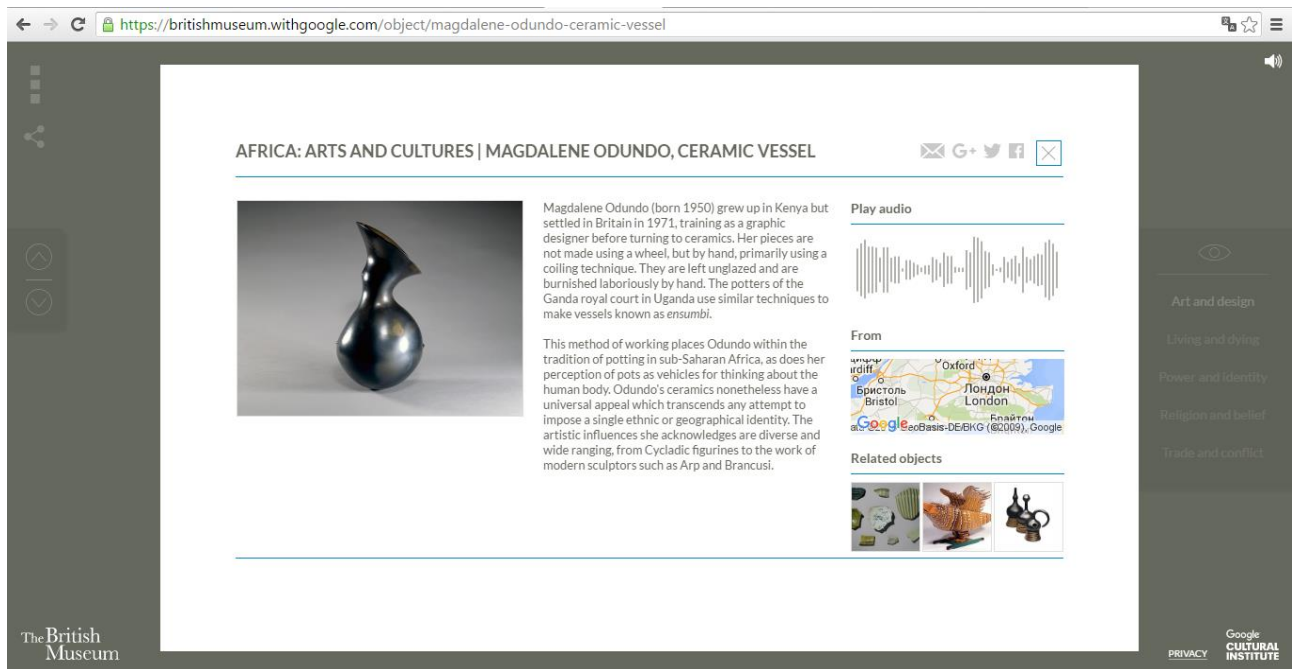 https://britishmuseum.withgoogle.com/object/magdalene-odundo-ceramic-vessel
AFRICA: ARTS AND CULTURES | MAGDALENE ODUNDO, CERAMIC VESSEL
G+
Magdalene Odundo (born 1950) grew up in Kenya but
settled in Britain in 1971, training as a graphic
designer before turning to ceramics. Her pieces are
not made using a wheel, but by hand, primarily using a
coiling technique. They are left unglazed and are
burnished laboriously by hand. The potters of the
Ganda royal court in Uganda use similar techniques to
make vessels known as ensumbi.
This method of working places Odundo within the
tradition of potting in sub-Saharan Africa, as does her
perception of pots as vehicles for thinking about the
human body. Odundo's ceramics nonetheless have a
universal appeal which transcends any attempt to
impose a single ethnic or geographical identity. The
artistic influences she acknowledges are diverse and
wide ranging, from Cycladic figurines to the work of
modern sculptors such as Arp and Brancusi.
Play audio
From
Oxford
Бристоль
Bristol
Лондон
London
Брайтон
Google
GeoBasis-DE/BKG (©2009), Google
Related objects
Art and design
Living and dying
Power and identity
Religion and belief
Trade and conflict
The British
Museum
PRIVACY
Google
CULTURAL
INSTITUTE